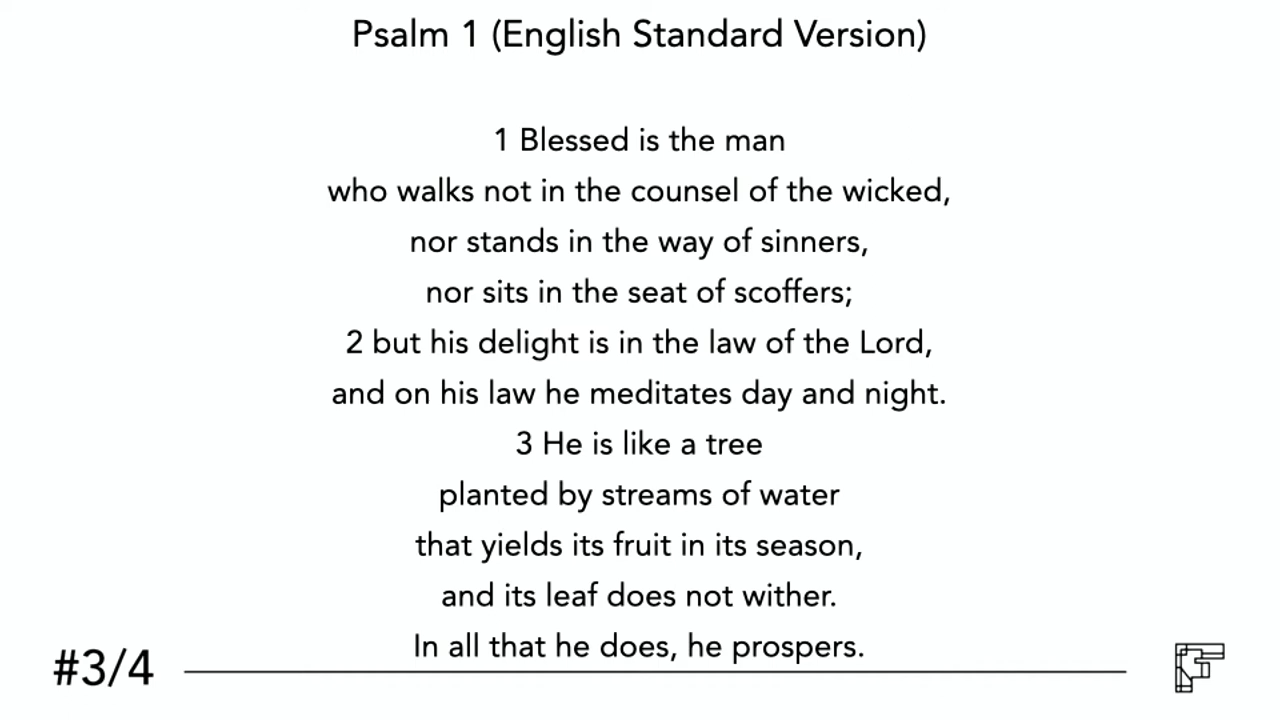 Psalm 1 (English Standard Version)
1 Blessed is the man
who walks not in the counsel of the wicked,
nor stands in the way of sinners,
nor sits in the seat of scoffers;
2 but his delight is in the law of the Lord,
and on his law he meditates day and night.
3 He is like a tree
planted by streams of water
that yields its fruit in its season,
and its leaf does not wither.
In all that he does, he prospers.
#3/4